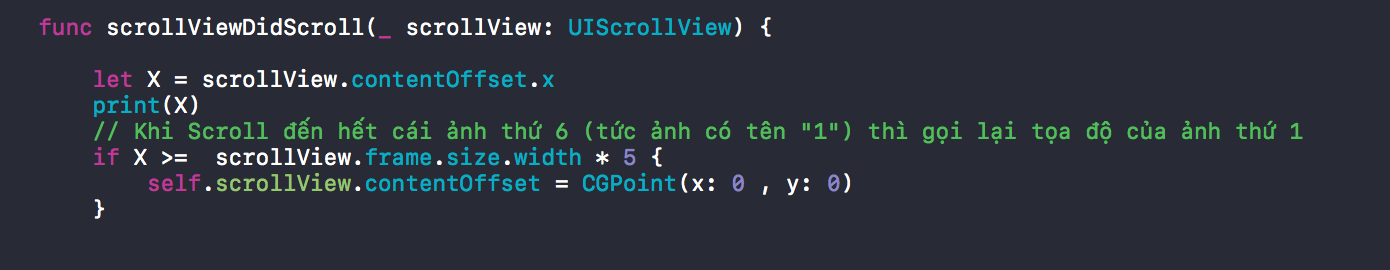 func scrollViewDidScroll(_ scrollView: UIScrollView) {
let X = scrollView.contentOffset.x
print(X)
// Khi Scroll đến hết cái ảnh thứ 6 (tức ảnh có tên "1") thì gọi lại tọa độ của ảnh thứ 1
if X >=  scrollView.frame.size.width * 5 {
self.scrollView.contentOffset = CGPoint(x: 0 , y: 0)
}